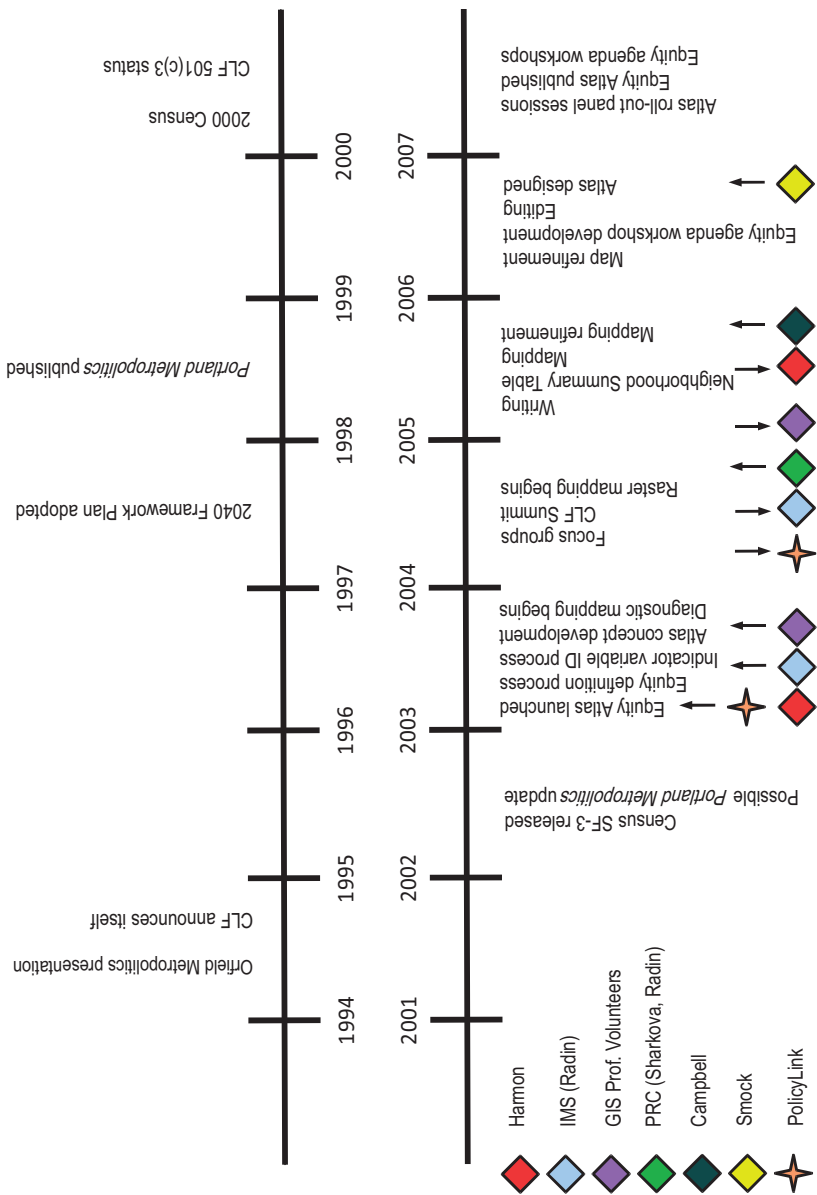 Orfield Metropolitics presentation
CLF announces itself
2040 Framework Plan adopted
Portland Metropolitics published
2000 Census
CLF 501(c)3 status
1994
1995
1996
1997
1998
1999
2000
2001
2002
2003
2004
2005
2006
2007
Census SF-3 released
Possible Portland Metropolitics update
Equity Atlas launched
Equity definition process
Indicator variable ID process
Atlas concept development
Diagnostic mapping begins
Focus groups
CLF Summit
Raster mapping begins
Writing
Neighborhood Summary Table
Mapping
Mapping refinement
Map refinement
Equity agenda workshop development
Editing
Atlas designed
Atlas roll-out panel sessions
Equity Atlas published
Equity agenda workshops
Harmon
IMS (Radin)
GIS Prof. Volunteers
PRC (Sharkova, Radin)
Campbell
Smock
PolicyLink